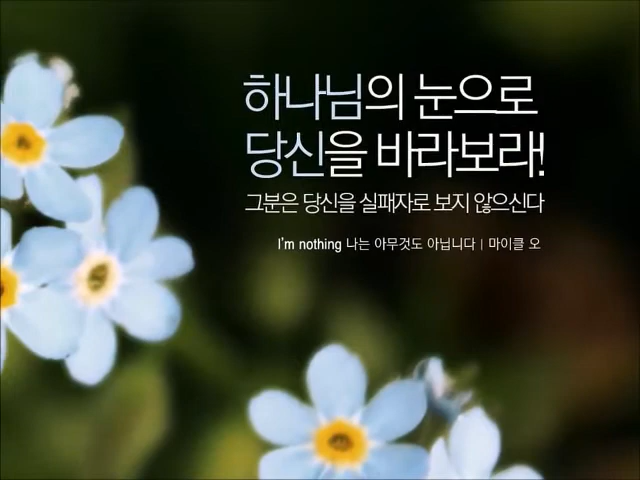 하나님의 눈으로
당신을 바라보라!
그분은 당신을 실패자로 보지 않으신다
I'm nothing 나는 아무것도 아닙니다 | 마이클 오